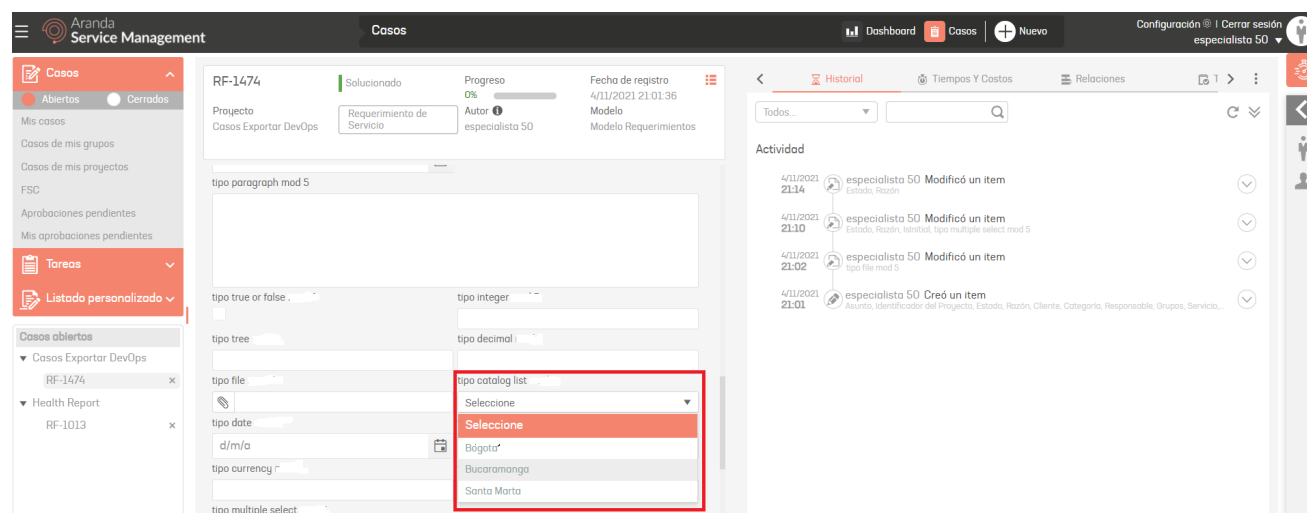 Aranda
Service Management
Casos
Dashboard
Casos
Nuevo
Configuración | Cerrar sesión
especialista 50
Casos
Abiertos
Cerrados
Mis casos
Casos de mis grupos
Casos de mis proyectos
FSC
Aprobaciones pendientes
Mis aprobaciones pendientes
Tareas
Listado personalizado
Casos abiertos
Casos Exportar DevOps
RF-1474
Health Report
RF-1013
RF-1474
Solucionado
Progreso
0%
Fecha de registro
4/11/2021 21:01:36
Proyecto
Casos Exportar DevOps
Requerimiento de
Servicio
Autor
especialista 50
Modelo
Modelo Requerimientos
tipo paragraph mod 5
tipo true or false
tipo integer
tipo tree
tipo decimal
tipo file
tipo catalog list
Seleccione
Seleccione
Bógota
Bucaramanga
Santa Marta
tipo date
d/m/a
tipo currency
tipo multiple select
Historial
Tiempos Y Costos
Relaciones
Todos...
Actividad
4/11/2021
21:14
especialista 50 Modificó un item
Estado, Razón
4/11/2021
21:10
especialista 50 Modificó un item
Estado, Razón, IsInitial, tipo multiple select mod 5
4/11/2021
21:02
especialista 50 Modificó un item
tipo file mod 5
4/11/2021
21:01
especialista 50 Creó un item
Asunto, Identificador del Proyecto, Estado, Razón, Cliente, Categoría, Responsable, Grupos, Servicio,...